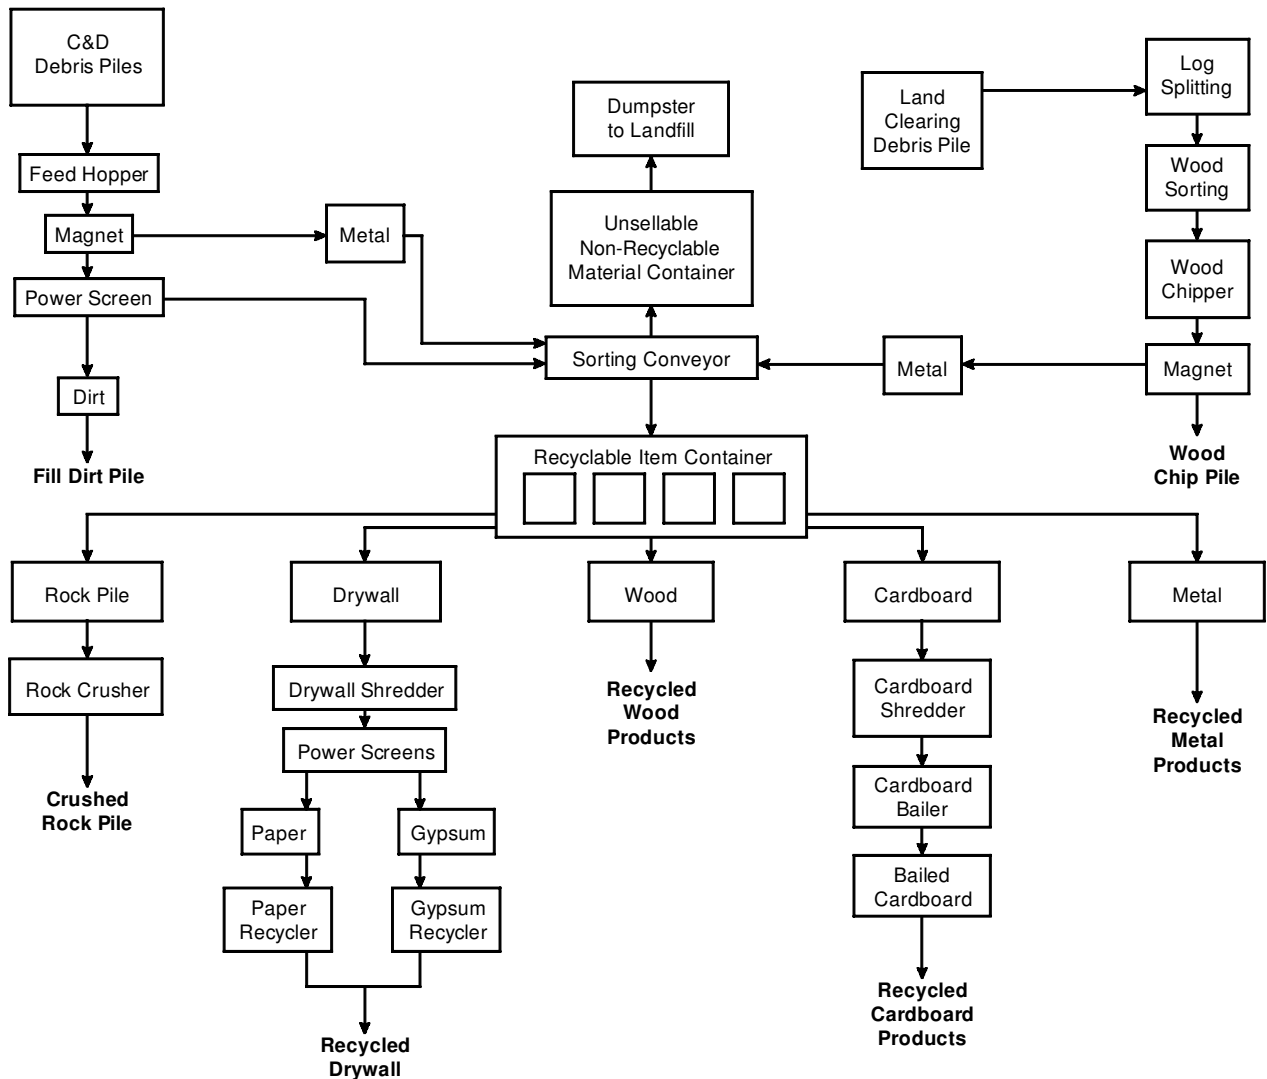 C&D
Debris Piles
Feed Hopper
Magnet
Power Screen
Dirt
Fill Dirt Pile
Metal
Dumpster
to Landfill
Unsellable
Non-Recyclable
Material Container
Sorting Conveyor
Land
Clearing
Debris Pile
Log
Splitting
Wood
Sorting
Wood
Chipper
Magnet
Metal
Wood
Chip Pile
Recyclable Item Container
Rock Pile
Rock Crusher
Crushed
Rock Pile
Drywall
Drywall Shredder
Power Screens
Paper
Gypsum
Paper
Recycler
Gypsum
Recycler
Recycled
Drywall
Wood
Recycled
Wood
Products
Cardboard
Cardboard
Shredder
Cardboard
Bailer
Bailed
Cardboard
Recycled
Cardboard
Products
Metal
Recycled
Metal
Products